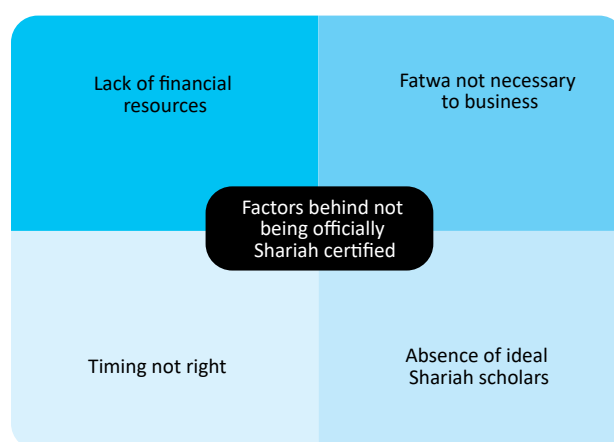 Lack of financial
resources
Fatwa not necessary
to business
Factors behind not
being officially
Shariah certified
Timing not right
Absence of ideal
Shariah scholars